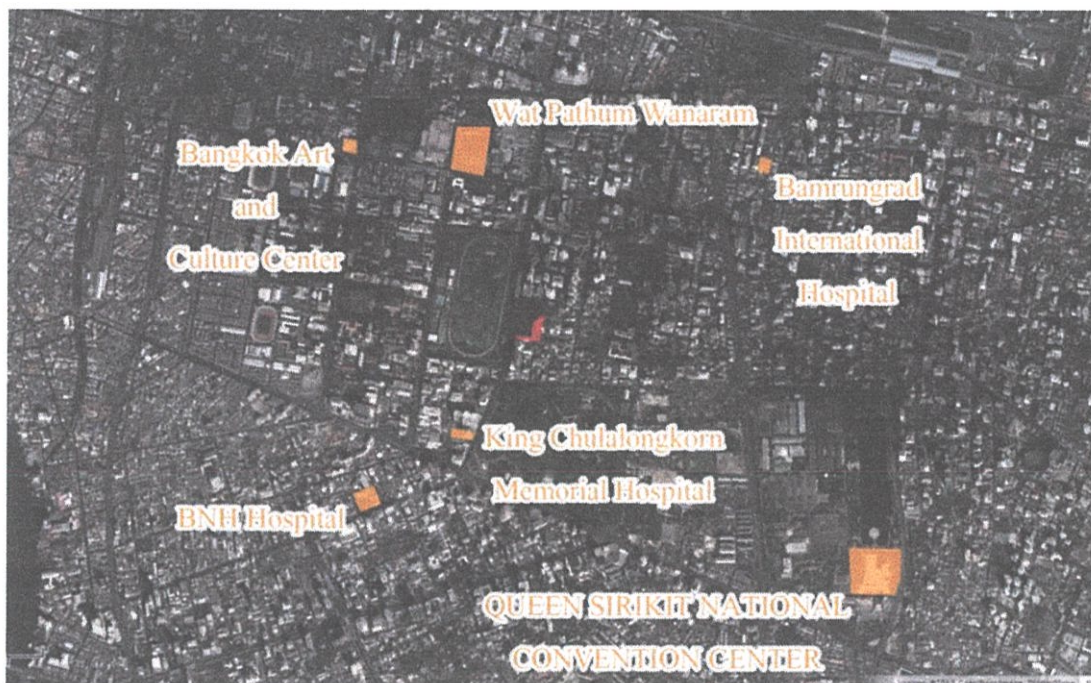 Wat Pathum Wanaram
Bangkok Art
and
Culture Center
Bamrungrad
International
Hospital
King Chulalongkorn
Memorial Hospital
BNH Hospital
QUEEN SIRIKIT NATIONAL
CONVENTION CENTER